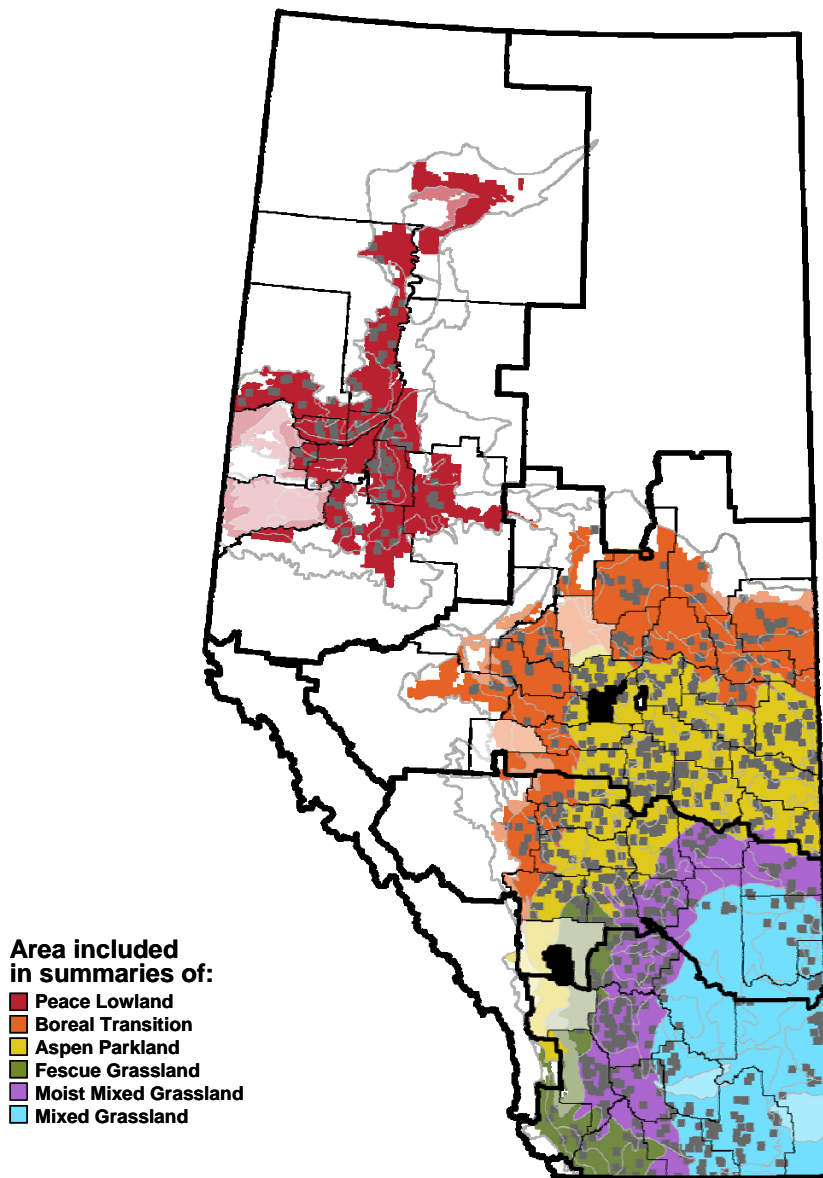 Area included
in summaries of:
Peace Lowland
Boreal Transition
Aspen Parkland
Fescue Grassland
Moist Mixed Grassland
Mixed Grassland